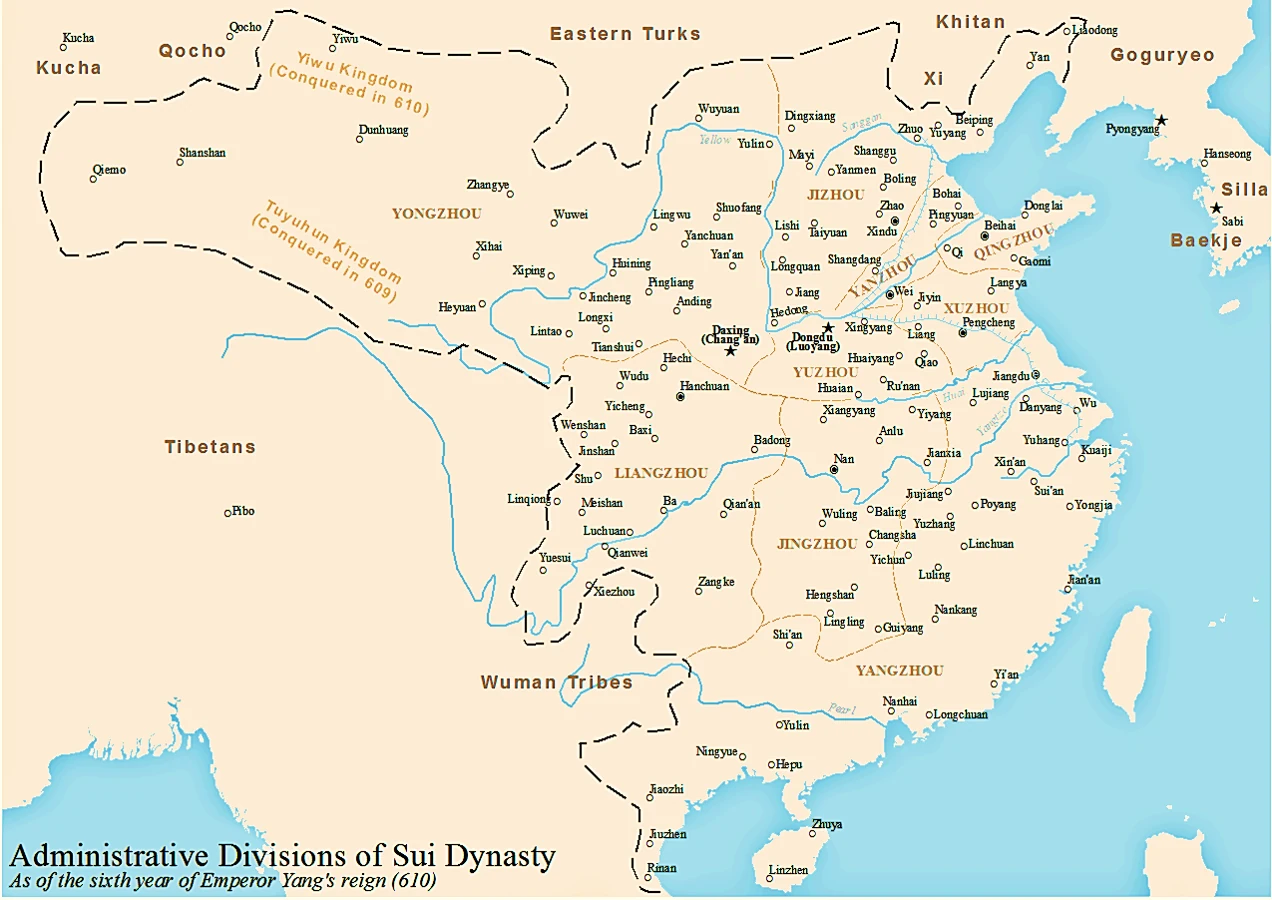 Kucha
Kucha
Qocho
Qocho
Yiwu
Yiwu Kingdom
(Conquered in 610)
Eastern Turks
Khitan
Xi
Liaodong
Yan
Goguryeo
Pyongyang
Hanseong
Silla
Sabi
Baekje
Dunhuang
Shanshan
Qiemo
Zhangye
YONGZHOU
Wuwei
Xihai
Tuyuhun Kingdom
(Conquered in 609)
Xiping
Heyuan
Wuyuan
Yellow
Yulin
Dingxiang
Sanggan
Zhuo
Yuyang
Beiping
Mayi
Shanggu
Yanmen
Boling
JIZHOU
Zhao
Bohai
Pingyuan
Xindu
Donglai
Beihai
QINGZHOU
Qi
Gaomi
Lingwu
Shuofang
Yanchuan
Yan'an
Lishi
Taiyuan
Longquan
Shangdang
YANZHOU
Langya
Huining
Pingliang
Jincheng
Anding
Jiang
Wei
Jiyin
XUZHOU
Longxi
Lintao
Tianshui
Daxing
(Chang'an)
Hedong
Dongdu
(Luoyang)
Xingyang
Liang
Pengcheng
Hechi
Wudu
Hanchuan
YUZHOU
Huaiyang
Qiao
Huaian
Ru'nan
Huai
Jiangdu
Lujiang
Danyang
Wu
Yicheng
Wenshan
Baxi
Jinshan
Xiangyang
Yiyang
Yangtze
Anlu
Yuhang
Kuaiji
Tibetans
Badong
Nan
Jianxia
Xin'an
LIANGZHOU
Shu
Sui'an
Linqiong
Meishan
Ba
Qian'an
Jiujiang
Poyang
Yongjia
Pibo
Wuling
Baling
Yuzhang
Luchuan
JINGZHOU
Changsha
Linchuan
Qianwei
Yuesui
Yichun
Luling
Xiezhou
Zangke
Hengshan
Jian'an
Lingling
Nankang
Guiyang
Shi'an
YANGZHOU
Wuman Tribes
Yi'an
Pearl
Nanhai
Longchuan
Yulin
Ningyue
Hepu
Jiaozhi
Zhuya
Jiuzhen
Rinan
Linzhen
Administrative Divisions of Sui Dynasty
As of the sixth year of Emperor Yang's reign (610)